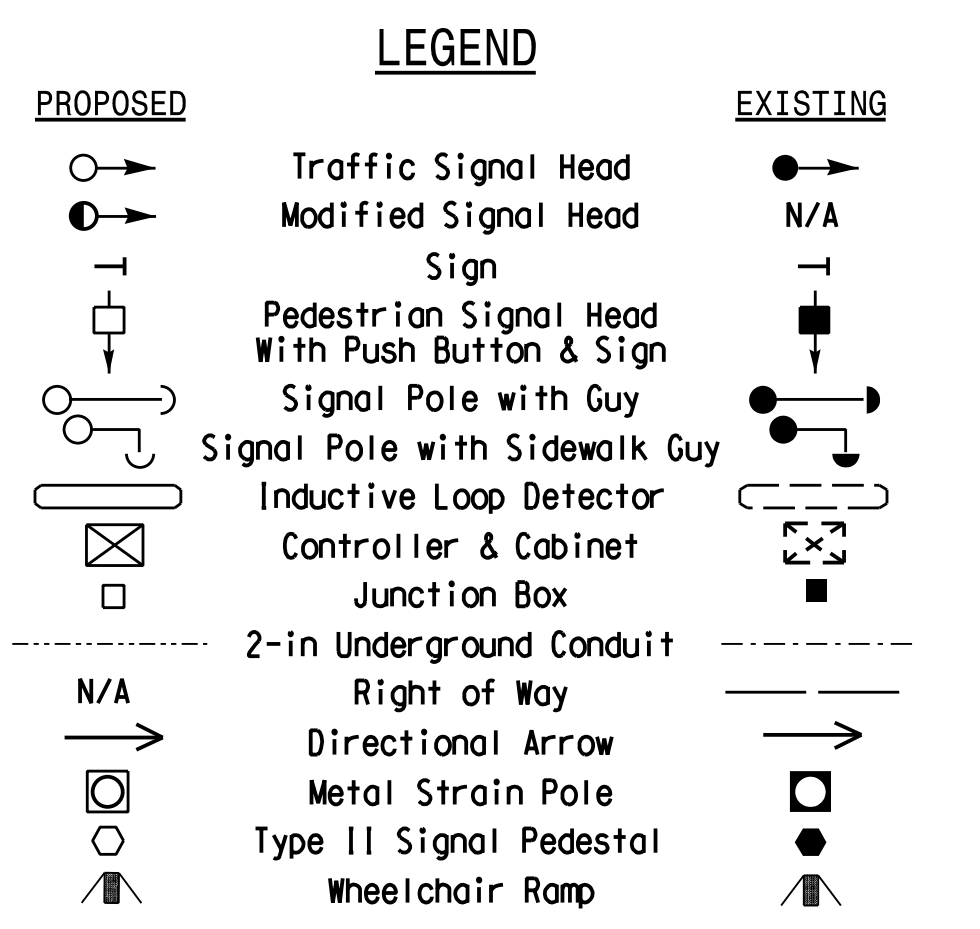 LEGEND
PROPOSED EXISTING
Traffic Signal Head
Modified Signal Head N/A
Sign
Pedestrian Signal Head
With Push Button & Sign
Signal Pole with Guy
Signal Pole with Sidewalk Guy
Inductive Loop Detector
Controller & Cabinet
Junction Box
2-in Underground Conduit
N/A Right of Way
Directional Arrow
Metal Strain Pole
Type II Signal Pedestal
Wheelchair Ramp